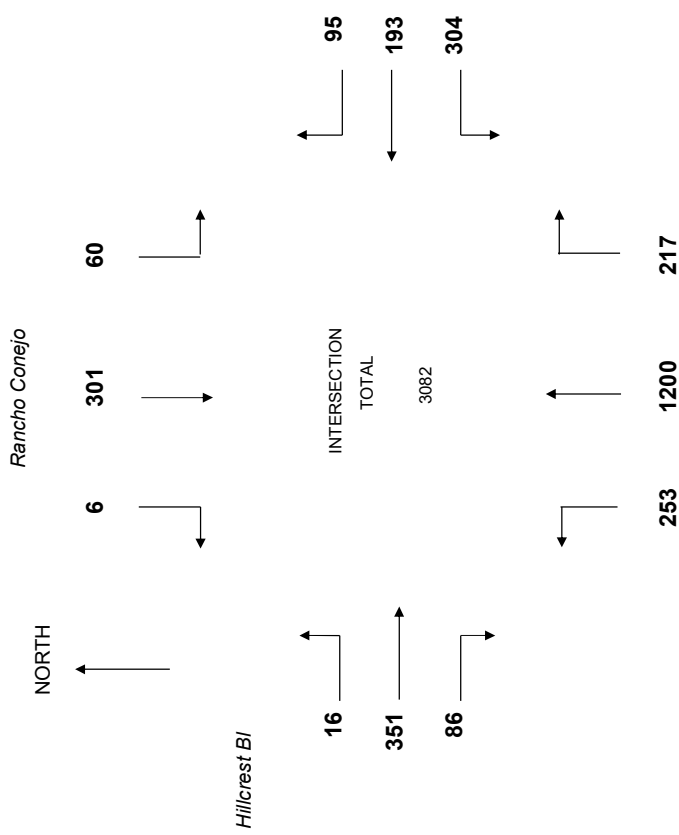 Rancho Conejo
NORTH
6
301
60
Hillcrest Bl
16
351
86
INTERSECTION
TOTAL
3082
95
193
304
253
1200
217